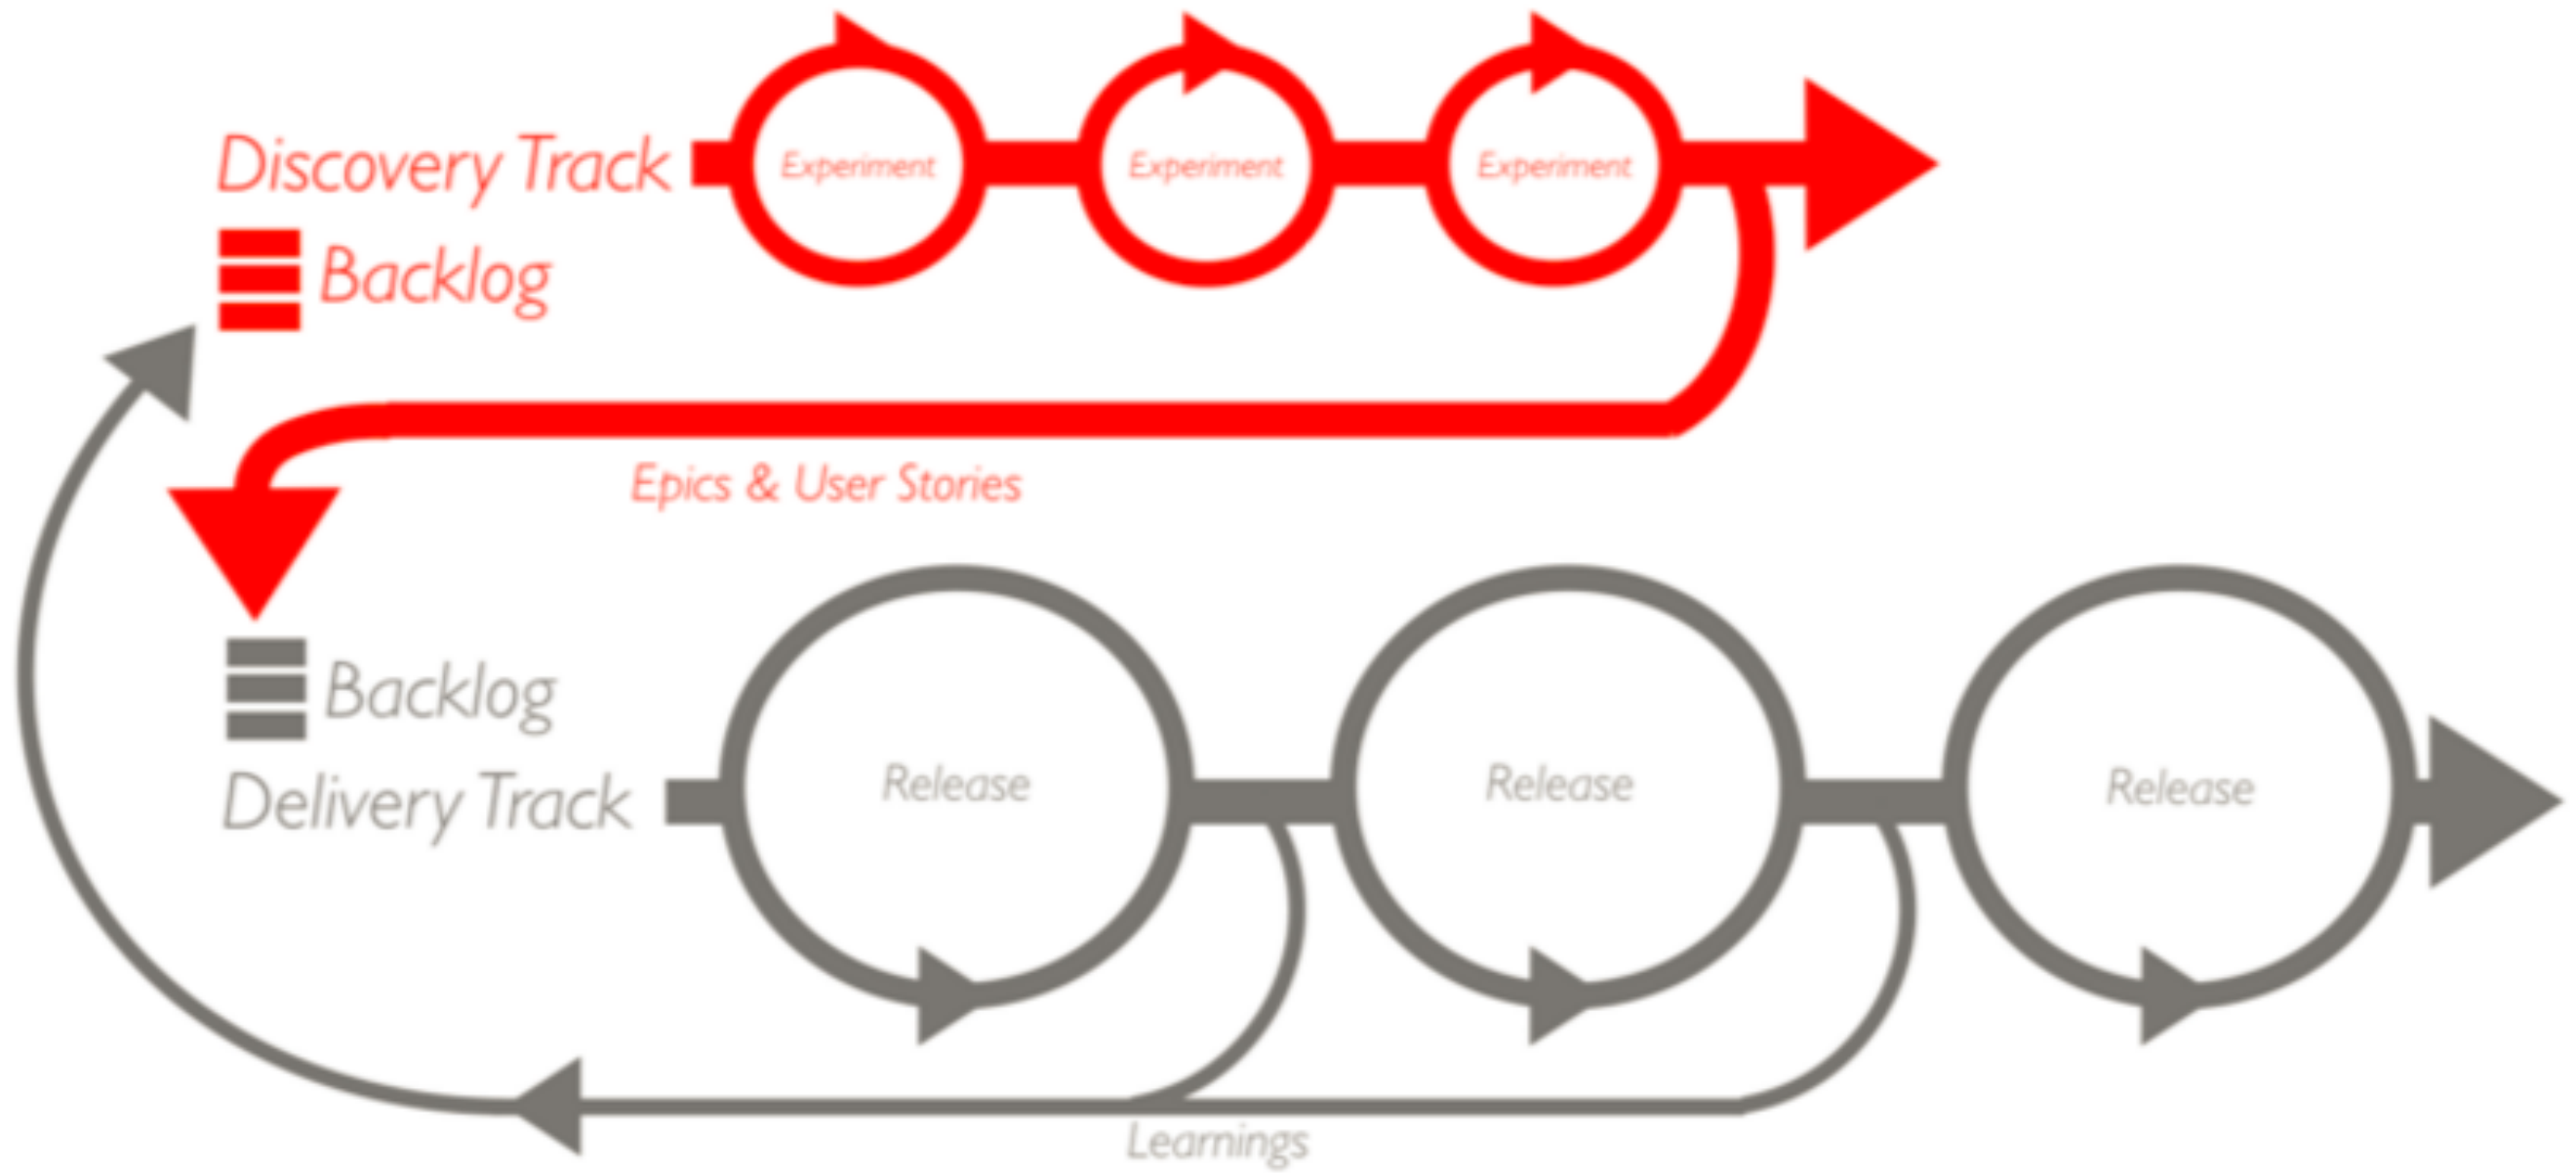 Discovery Track
Experiment
Experiment
Experiment
Backlog
Epics & User Stories
Backlog
Delivery Track
Release
Release
Release
Learnings